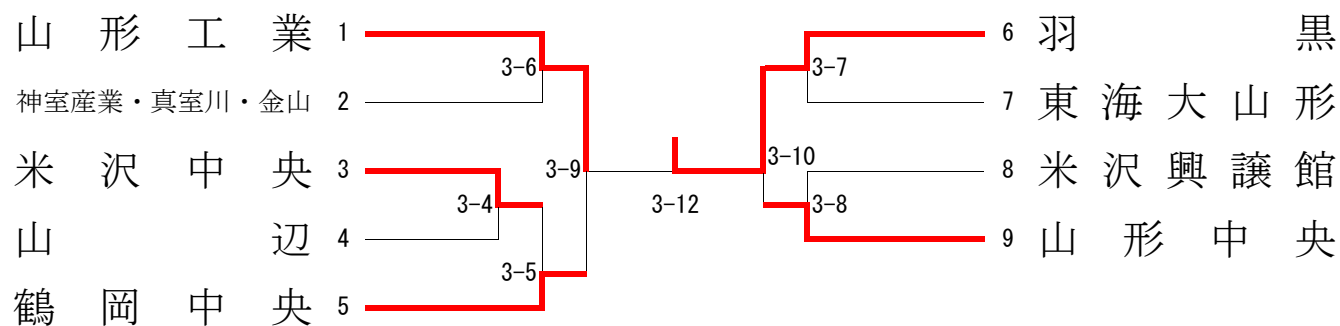 山形工業 1
3-6
神室産業・真室川・金山 2
米沢中央 3
3-4
山辺 4
3-5
鶴岡中央 5
3-9
3-12
3-10
6 羽黒
3-7
7 東海大山形
8 米沢興譲館
3-8
9 山形中央